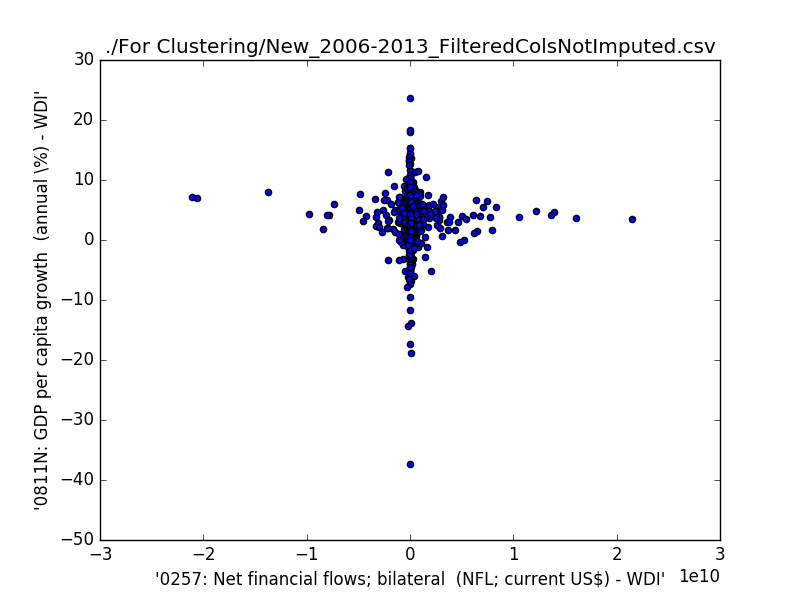 ./For Clustering/New_2006-2013_FilteredColsNotImputed.csv
30
20
10
0
−10
−20
−30
−40
−50
'0811N: GDP per capita growth  (annual \%) - WDI'
−3 −2 −1 0 1 2 3
1e10
'0257: Net financial flows; bilateral  (NFL; current US$) - WDI'